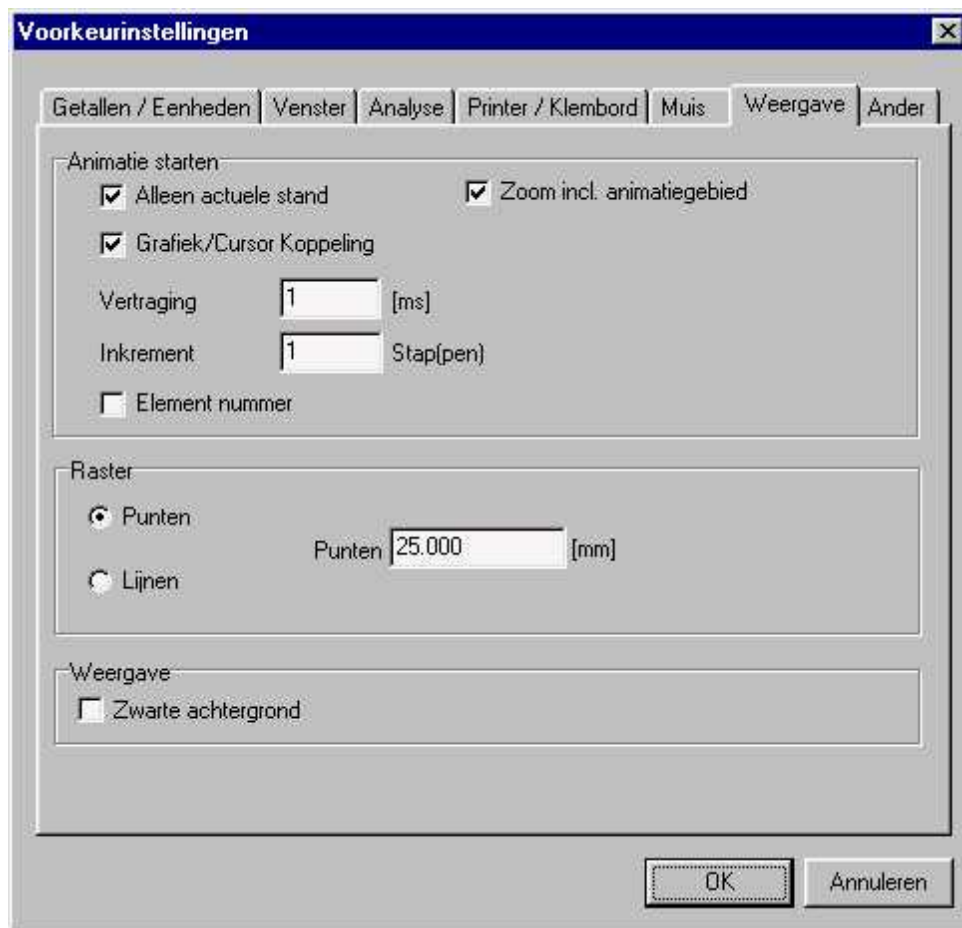 Voorkeurinstellingen
Getallen / Eenheden Venster Analyse Printer / Klembord Muis Weergave Ander
Animatie starten
Alleen actuele stand Zoom incl. animatiegebied
Grafiek/Cursor Koppeling
Vertraging 1 [ms]
Inkrement 1 Stap(pen)
Element nummer
Raster
Punten
Punten 25.000 [mm]
Lijnen
Weergave
Zwarte achtergrond
OK Annuleren